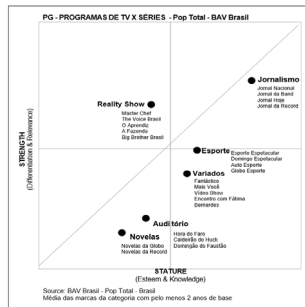 PG - PROGRAMAS DE TV X SÉRIES - Pop Total - BAV Brasil
Jornalismo
Jornal Nacional
Jornal da Band
Jornal Hoje
Jornal da Record
Reality Show
Master Chef
The Voice Brasil
O Aprendiz
A Fazenda
Big Brother Brasil
Esporte
Esporte Espetacular
Domingo Espetacular
Auto Esporte
Globo Esporte
Variados
Fantástico
Mais Você
Vídeo Show
Encontro com Fátima
Bernardes
Auditório
Hora do Faro
Caldeirão do Huck
Domingão do Faustão
Novelas
Novelas da Globo
Novelas da Record
STRENGTH
(Differentiation & Relevance)
STATURE
(Esteem & Knowledge)
Source: BAV Brasil - Pop Total - Brasil
Média das marcas da categoria com pelo menos 2 anos de base